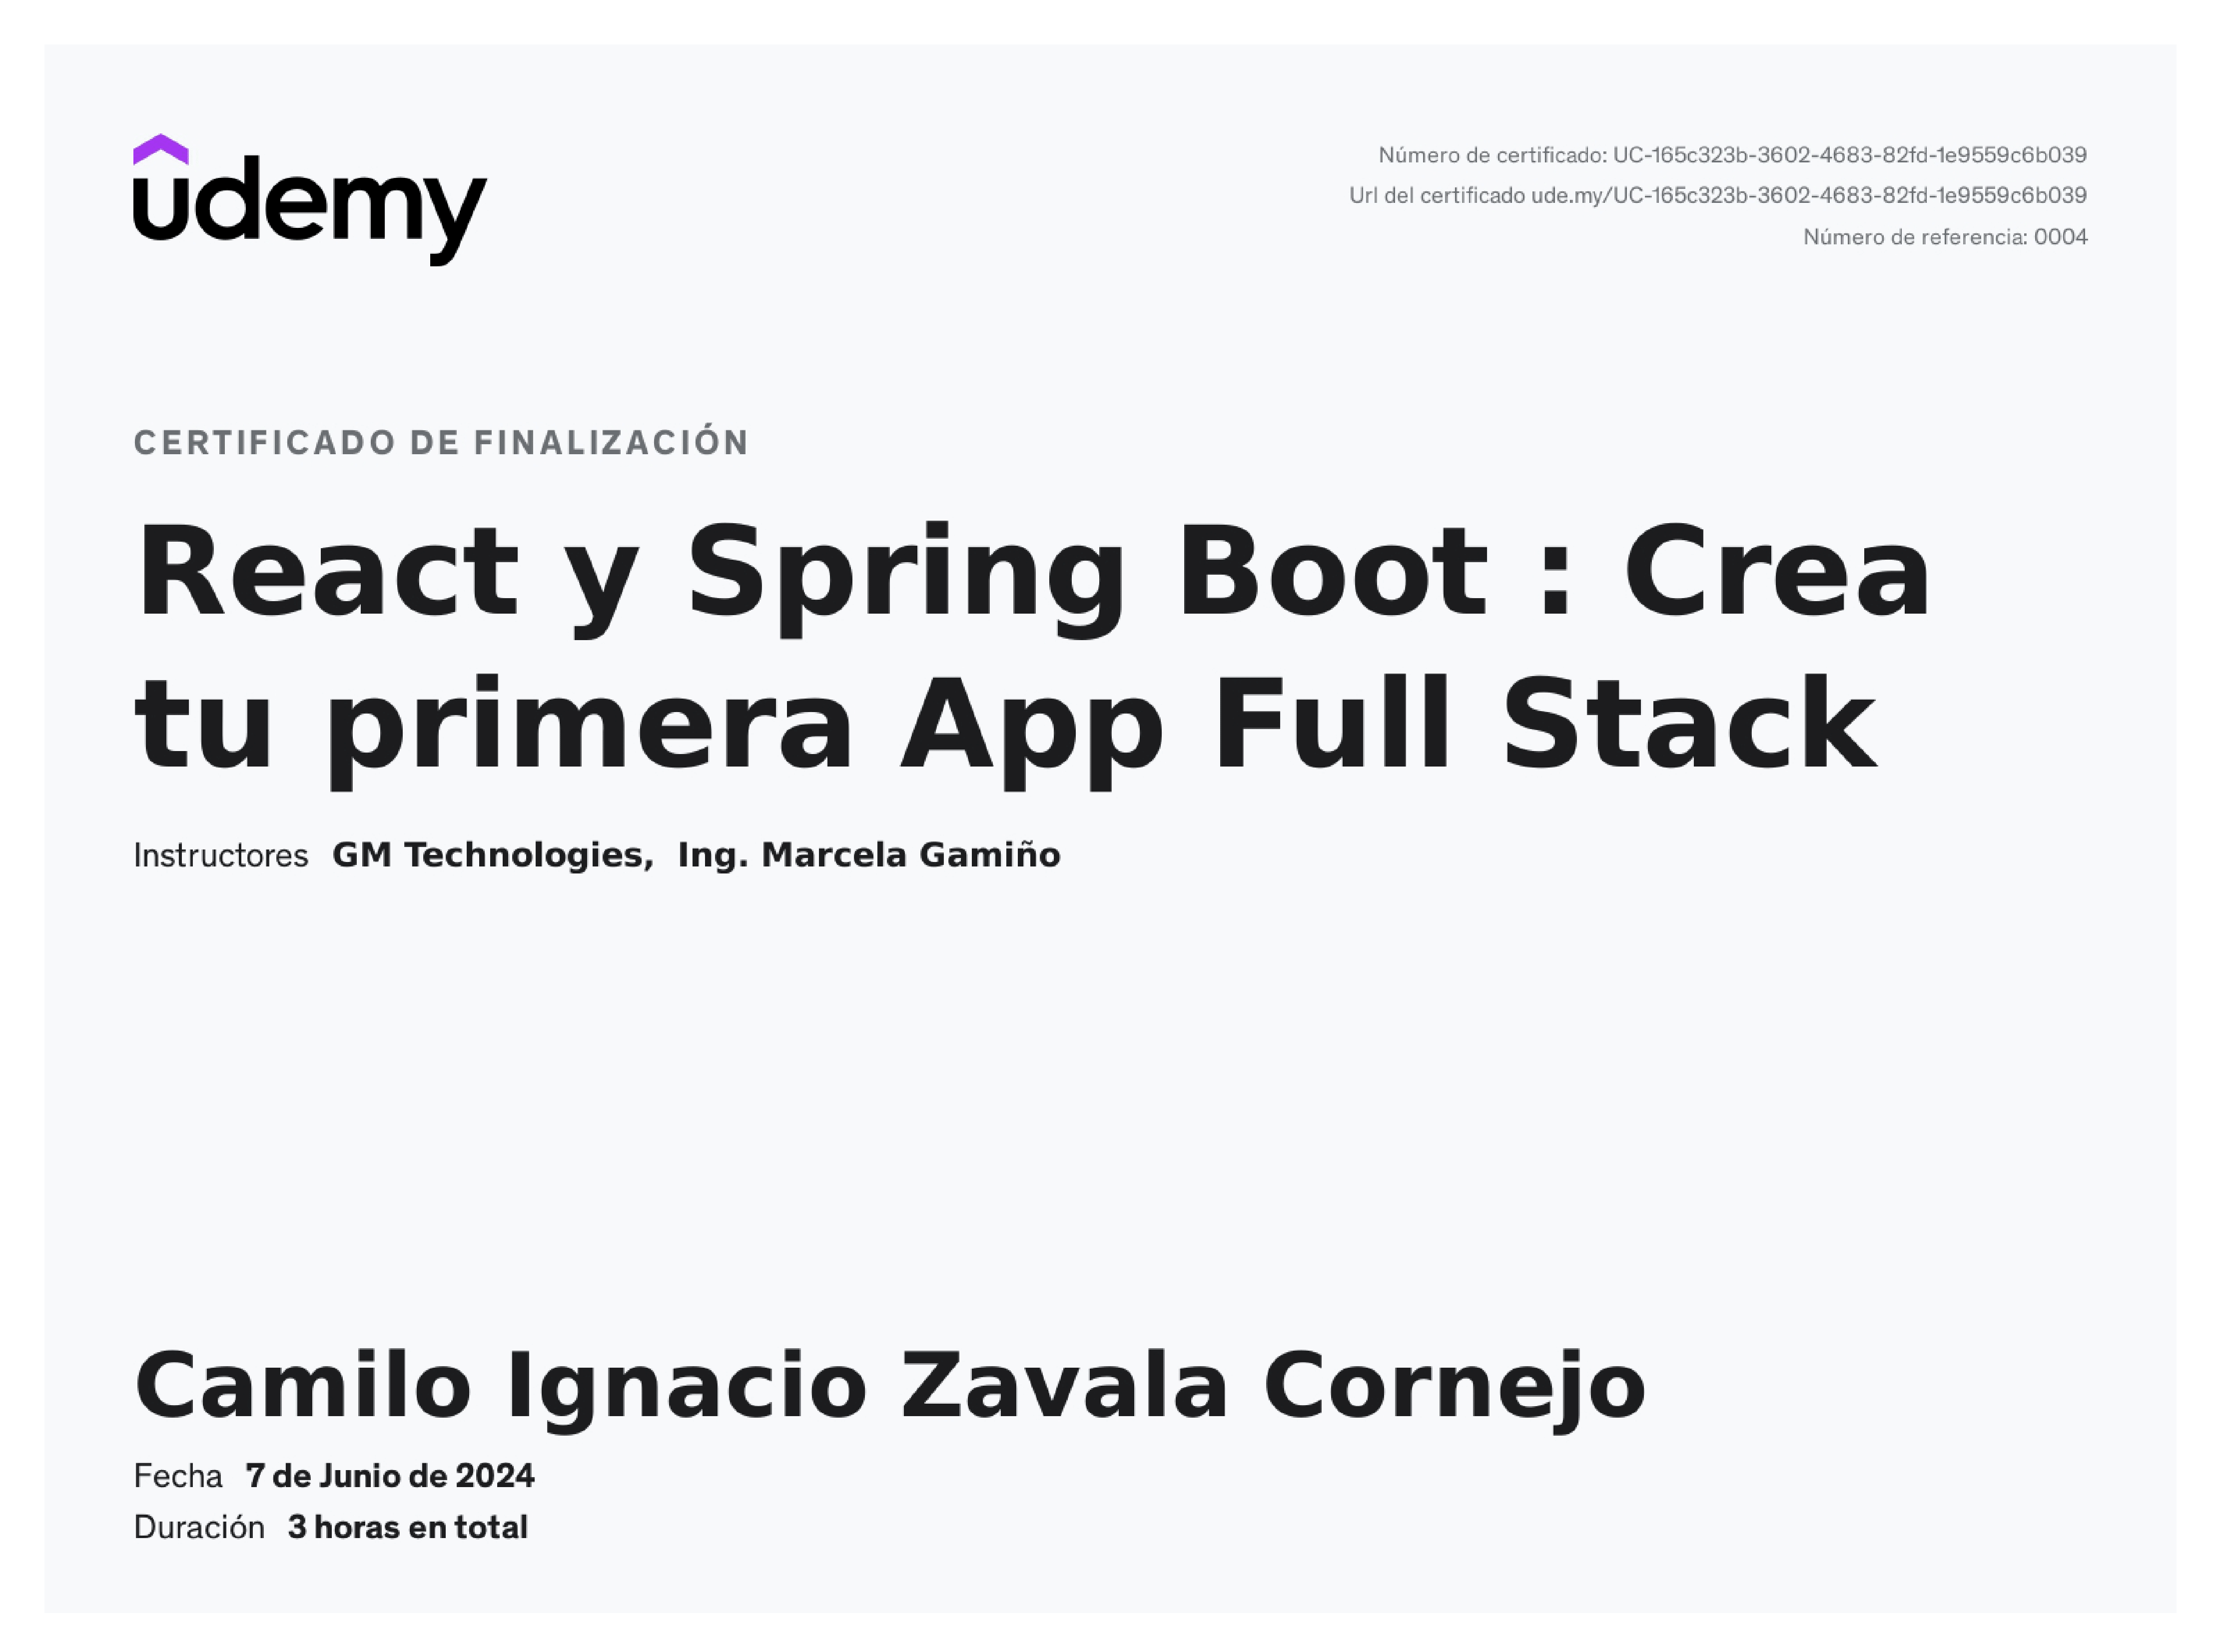 udemy
Número de certificado: UC-165c323b-3602-4683-82fd-1e9559c6b039
Url del certificado ude.my/UC-165c323b-3602-4683-82fd-1e9559c6b039
Número de referencia: 0004
CERTIFICADO DE FINALIZACIÓN
React y Spring Boot : Crea
tu primera App Full Stack
Instructores GM Technologies, Ing. Marcela Gamiño
Camilo Ignacio Zavala Cornejo
Fecha 7 de Junio de 2024
Duración 3 horas en total